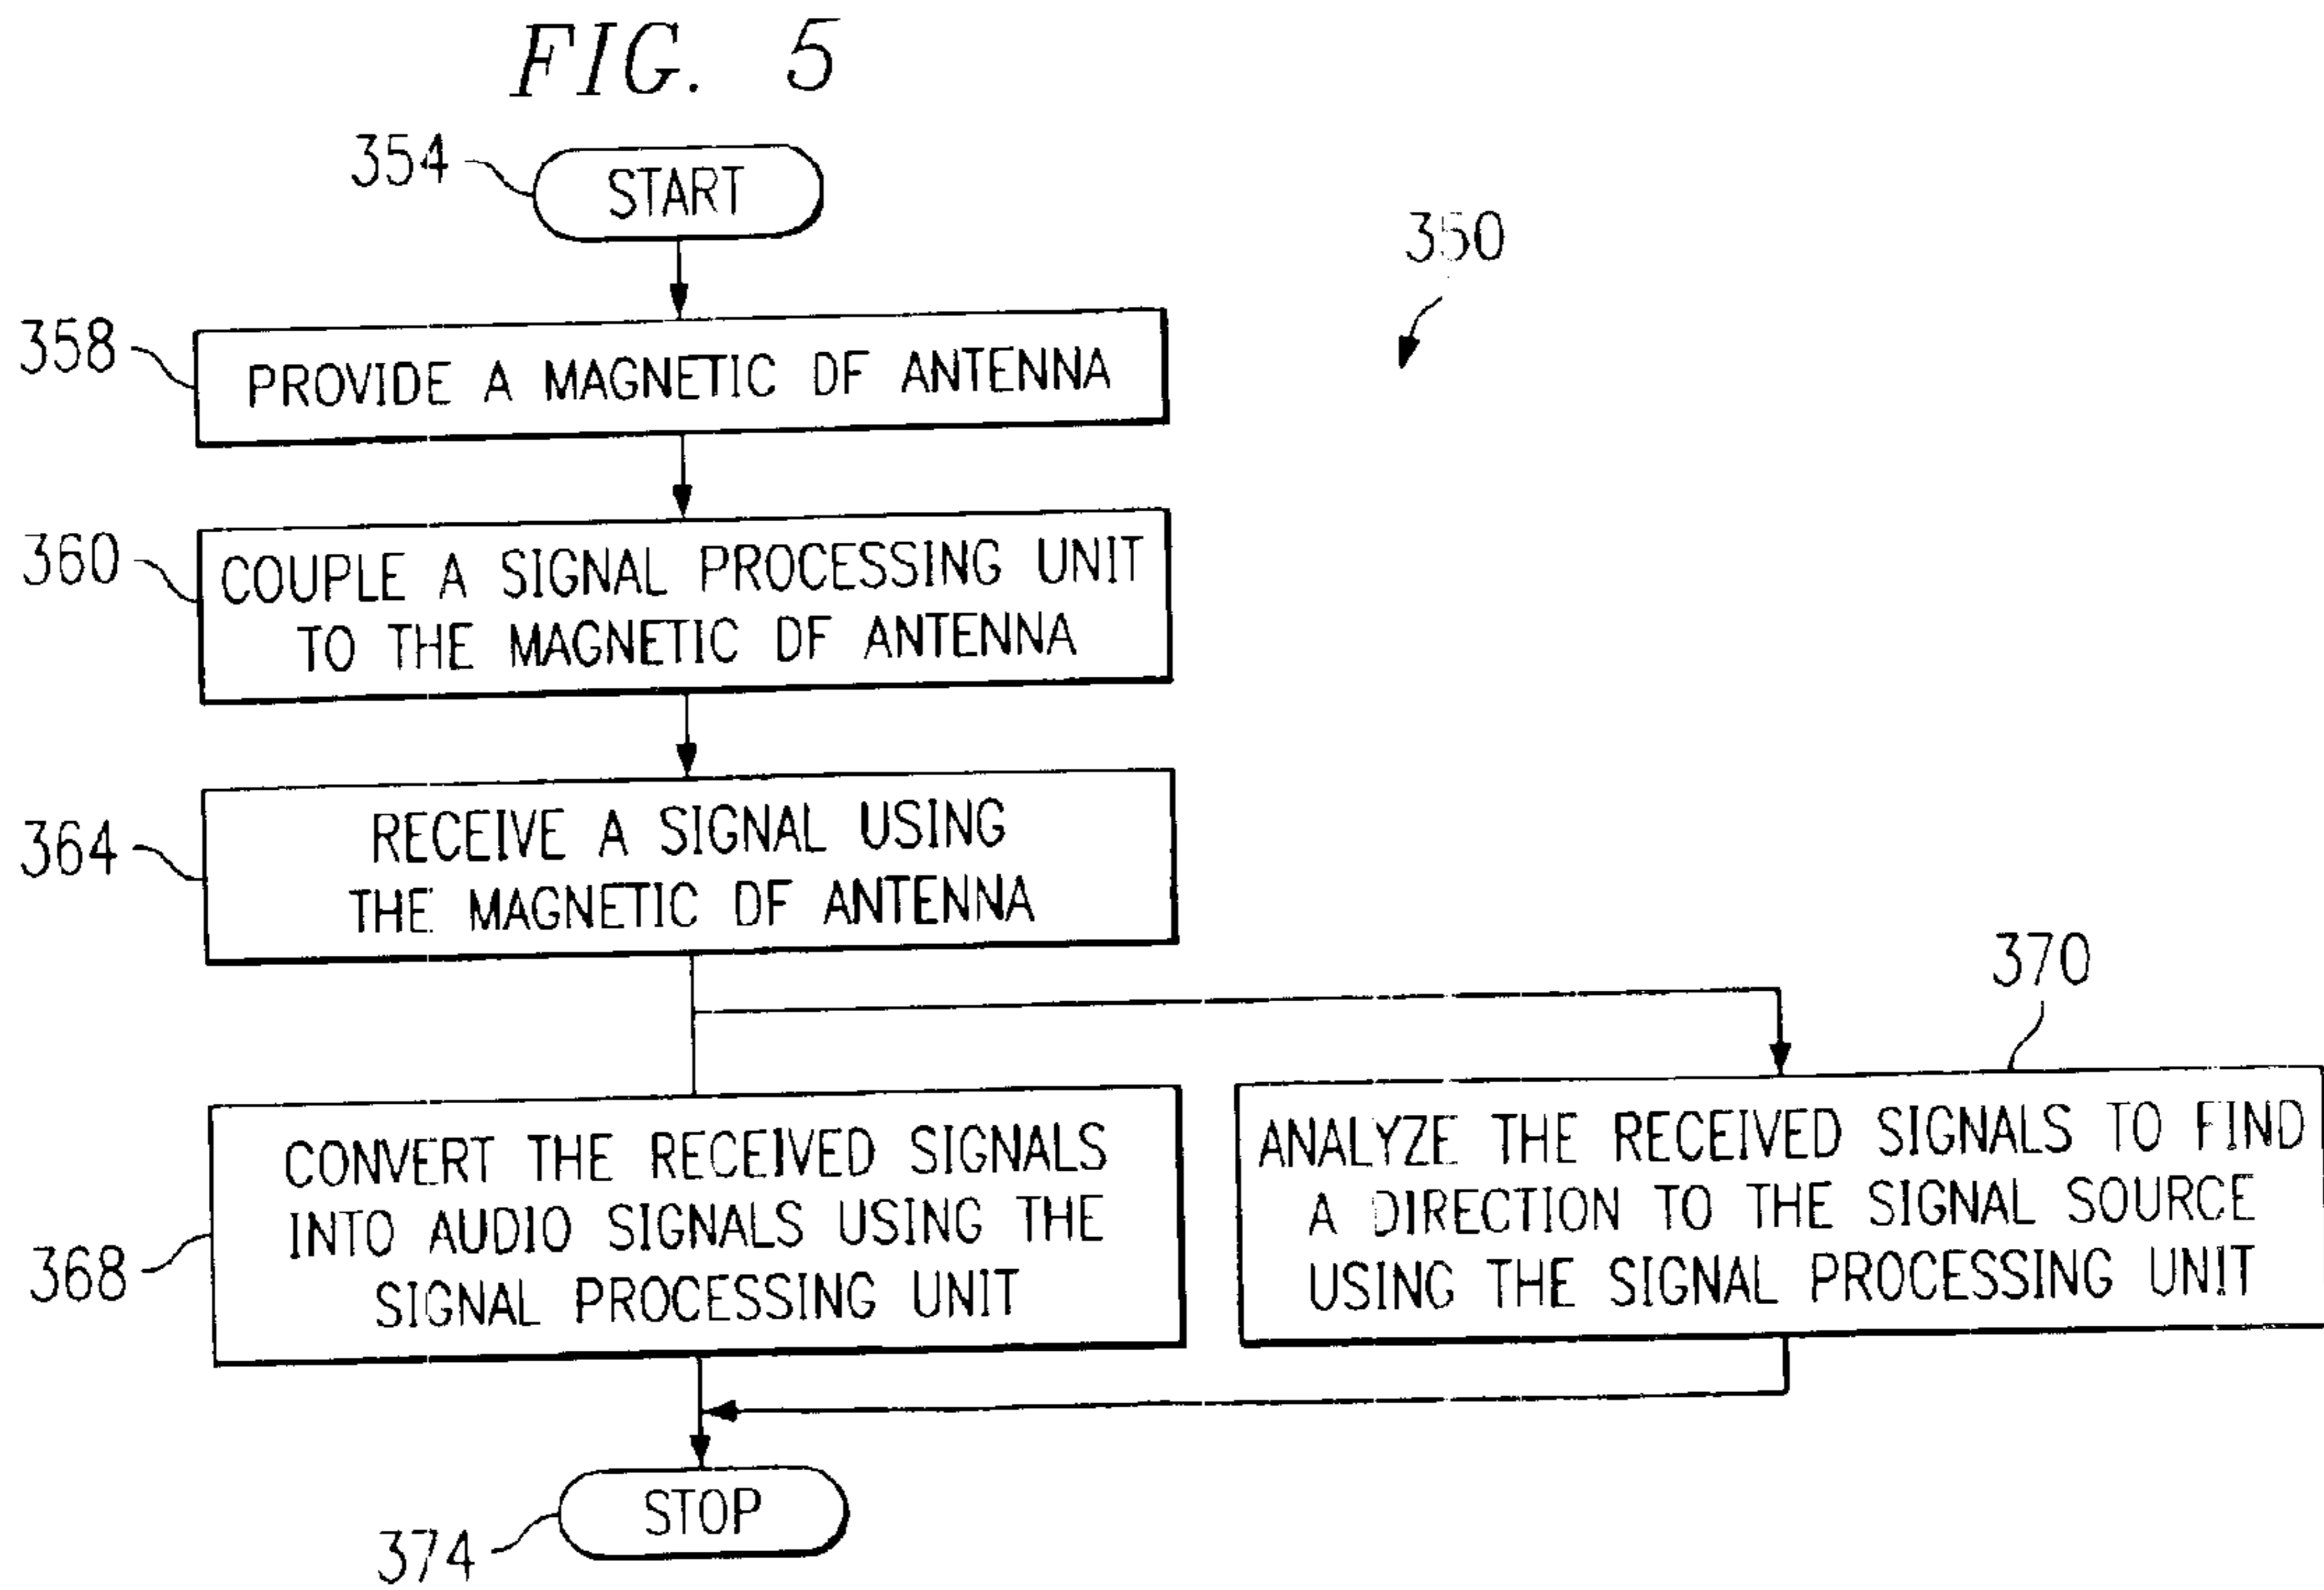 FIG. 5
354
START
350
358
PROVIDE A MAGNETIC DF ANTENNA
360
COUPLE A SIGNAL PROCESSING UNIT
TO THE MAGNETIC DF ANTENNA
364
RECEIVE A SIGNAL USING
THE MAGNETIC DF ANTENNA
370
368
CONVERT THE RECEIVED SIGNALS
INTO AUDIO SIGNALS USING THE
SIGNAL PROCESSING UNIT
ANALYZE THE RECEIVED SIGNALS TO FIND
A DIRECTION TO THE SIGNAL SOURCE
USING THE SIGNAL PROCESSING UNIT
STOP
374